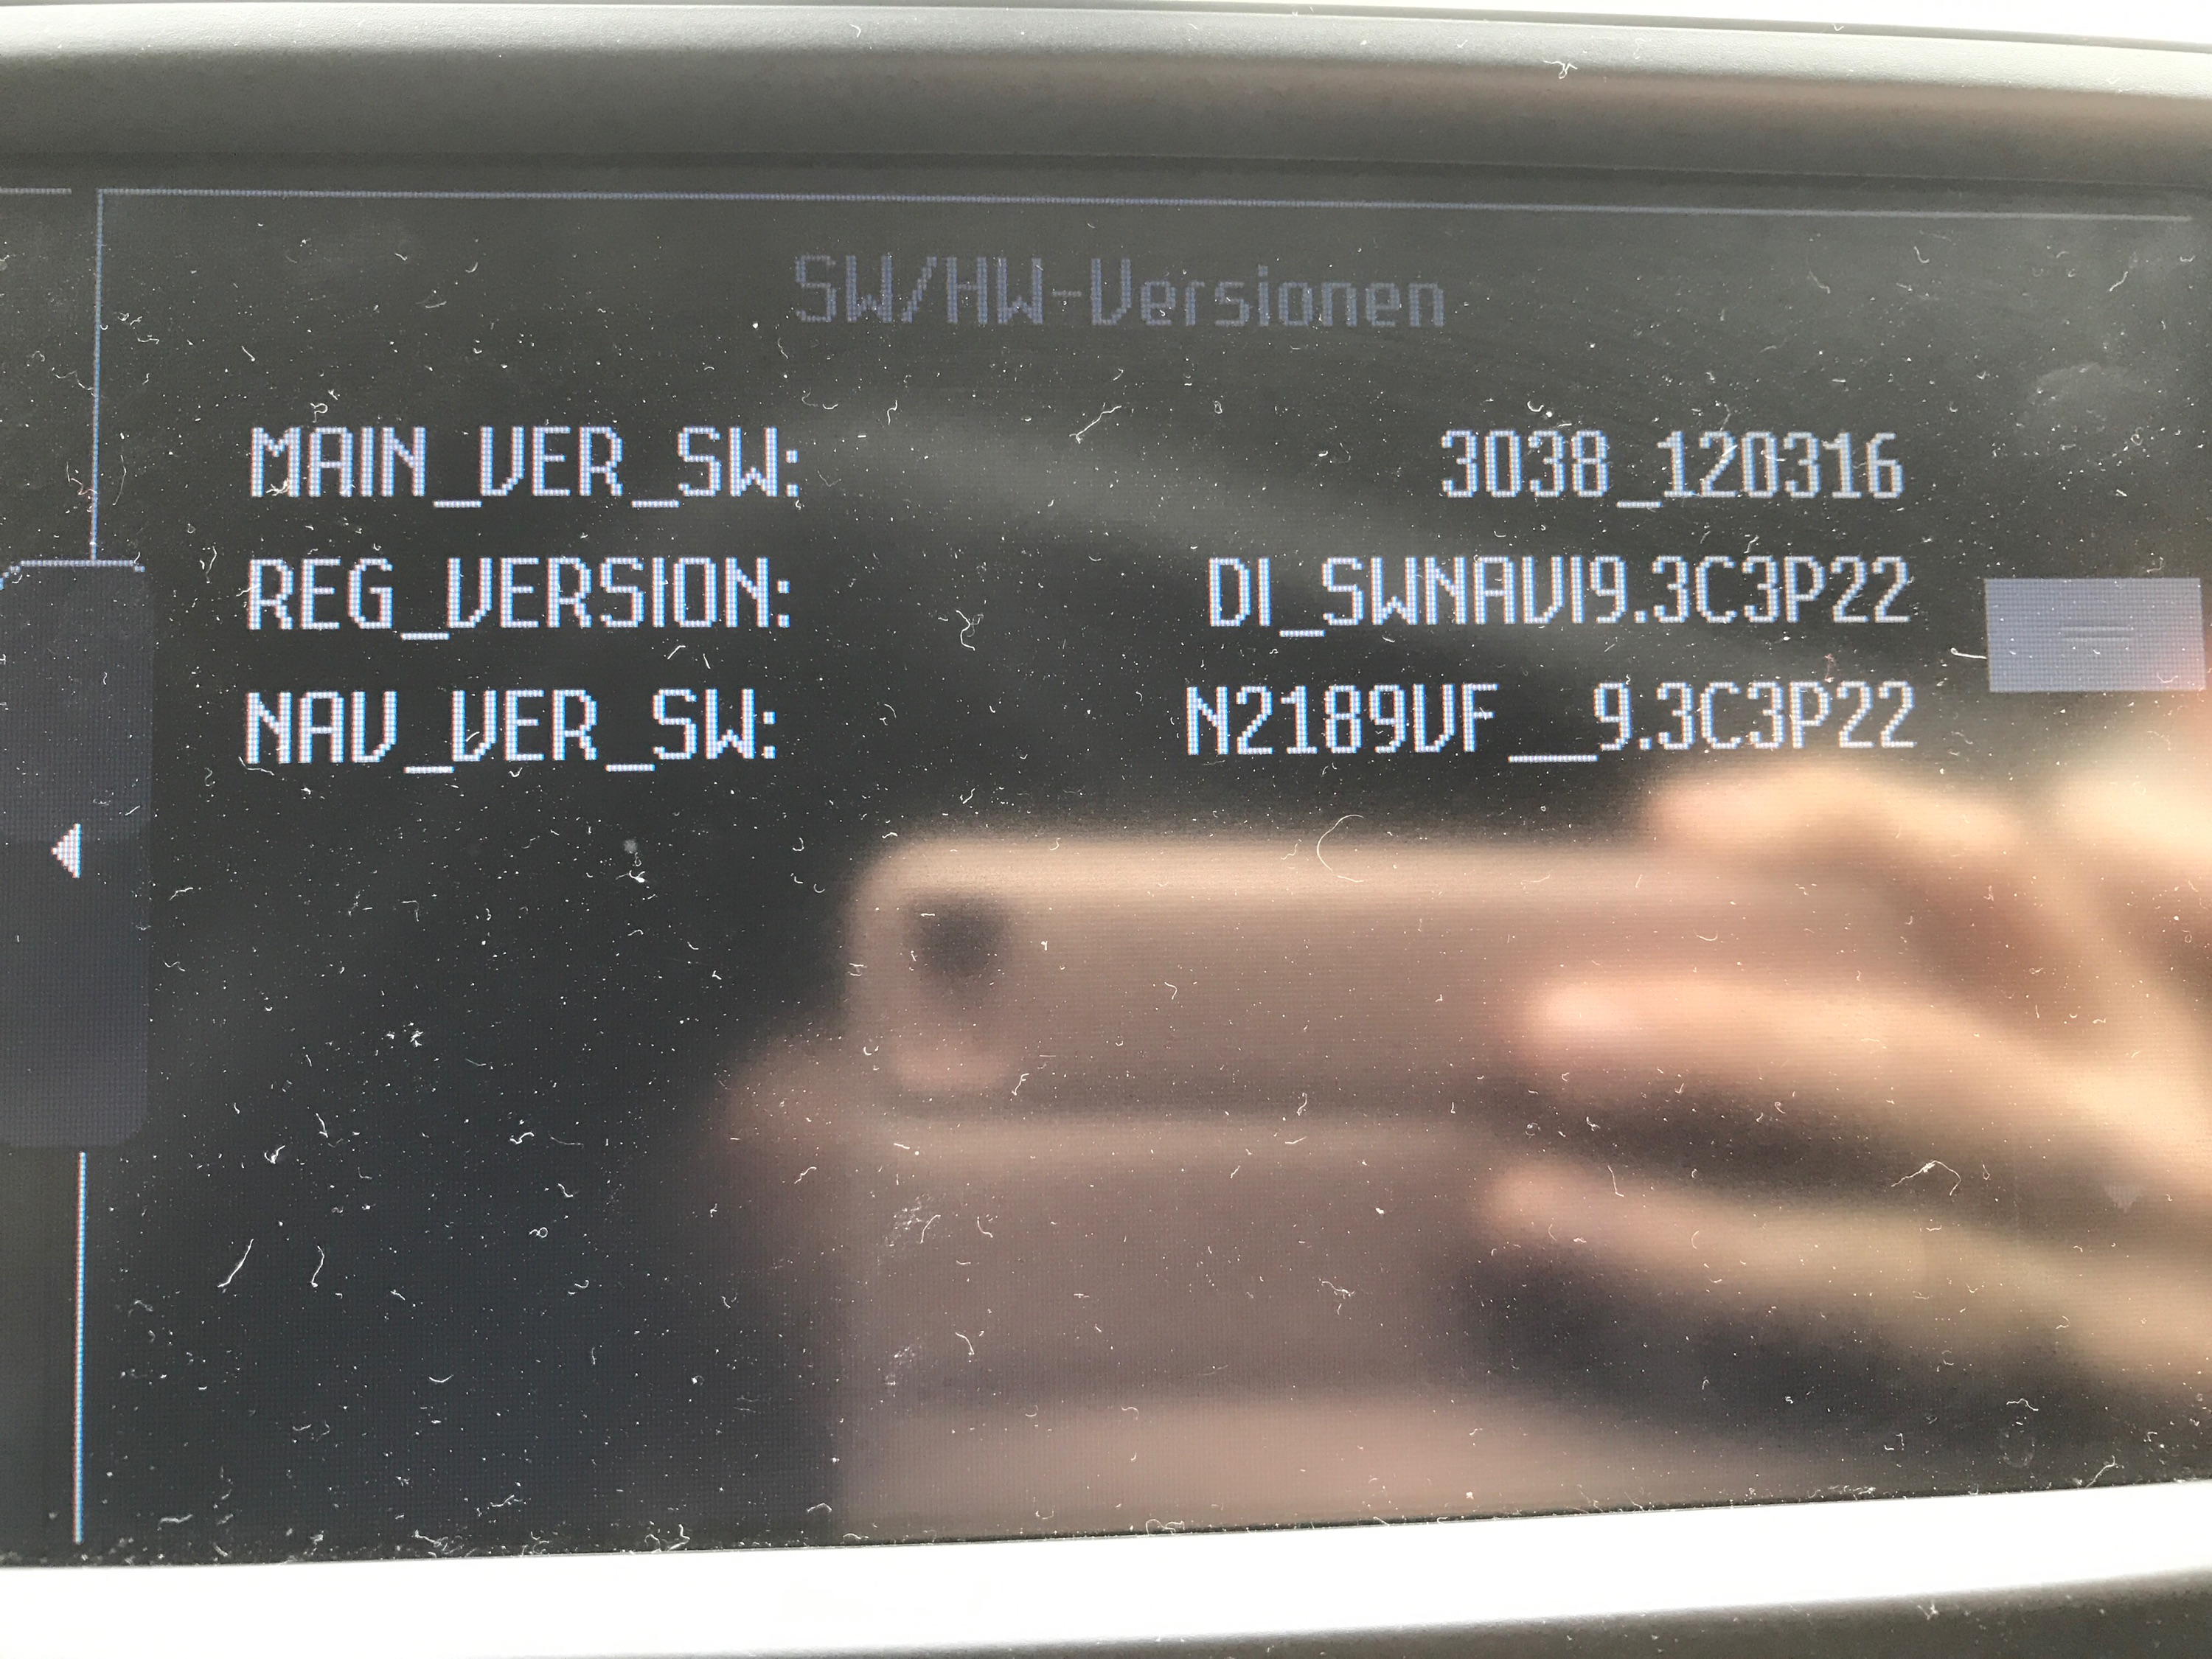 SW/HW-Versionen
MAIN_VER_SW: 3038_120316
REG_VERSION: DI_SWNAVI9.3C3P22
NAV_VER_SW: N2189VF__9.3C3P22